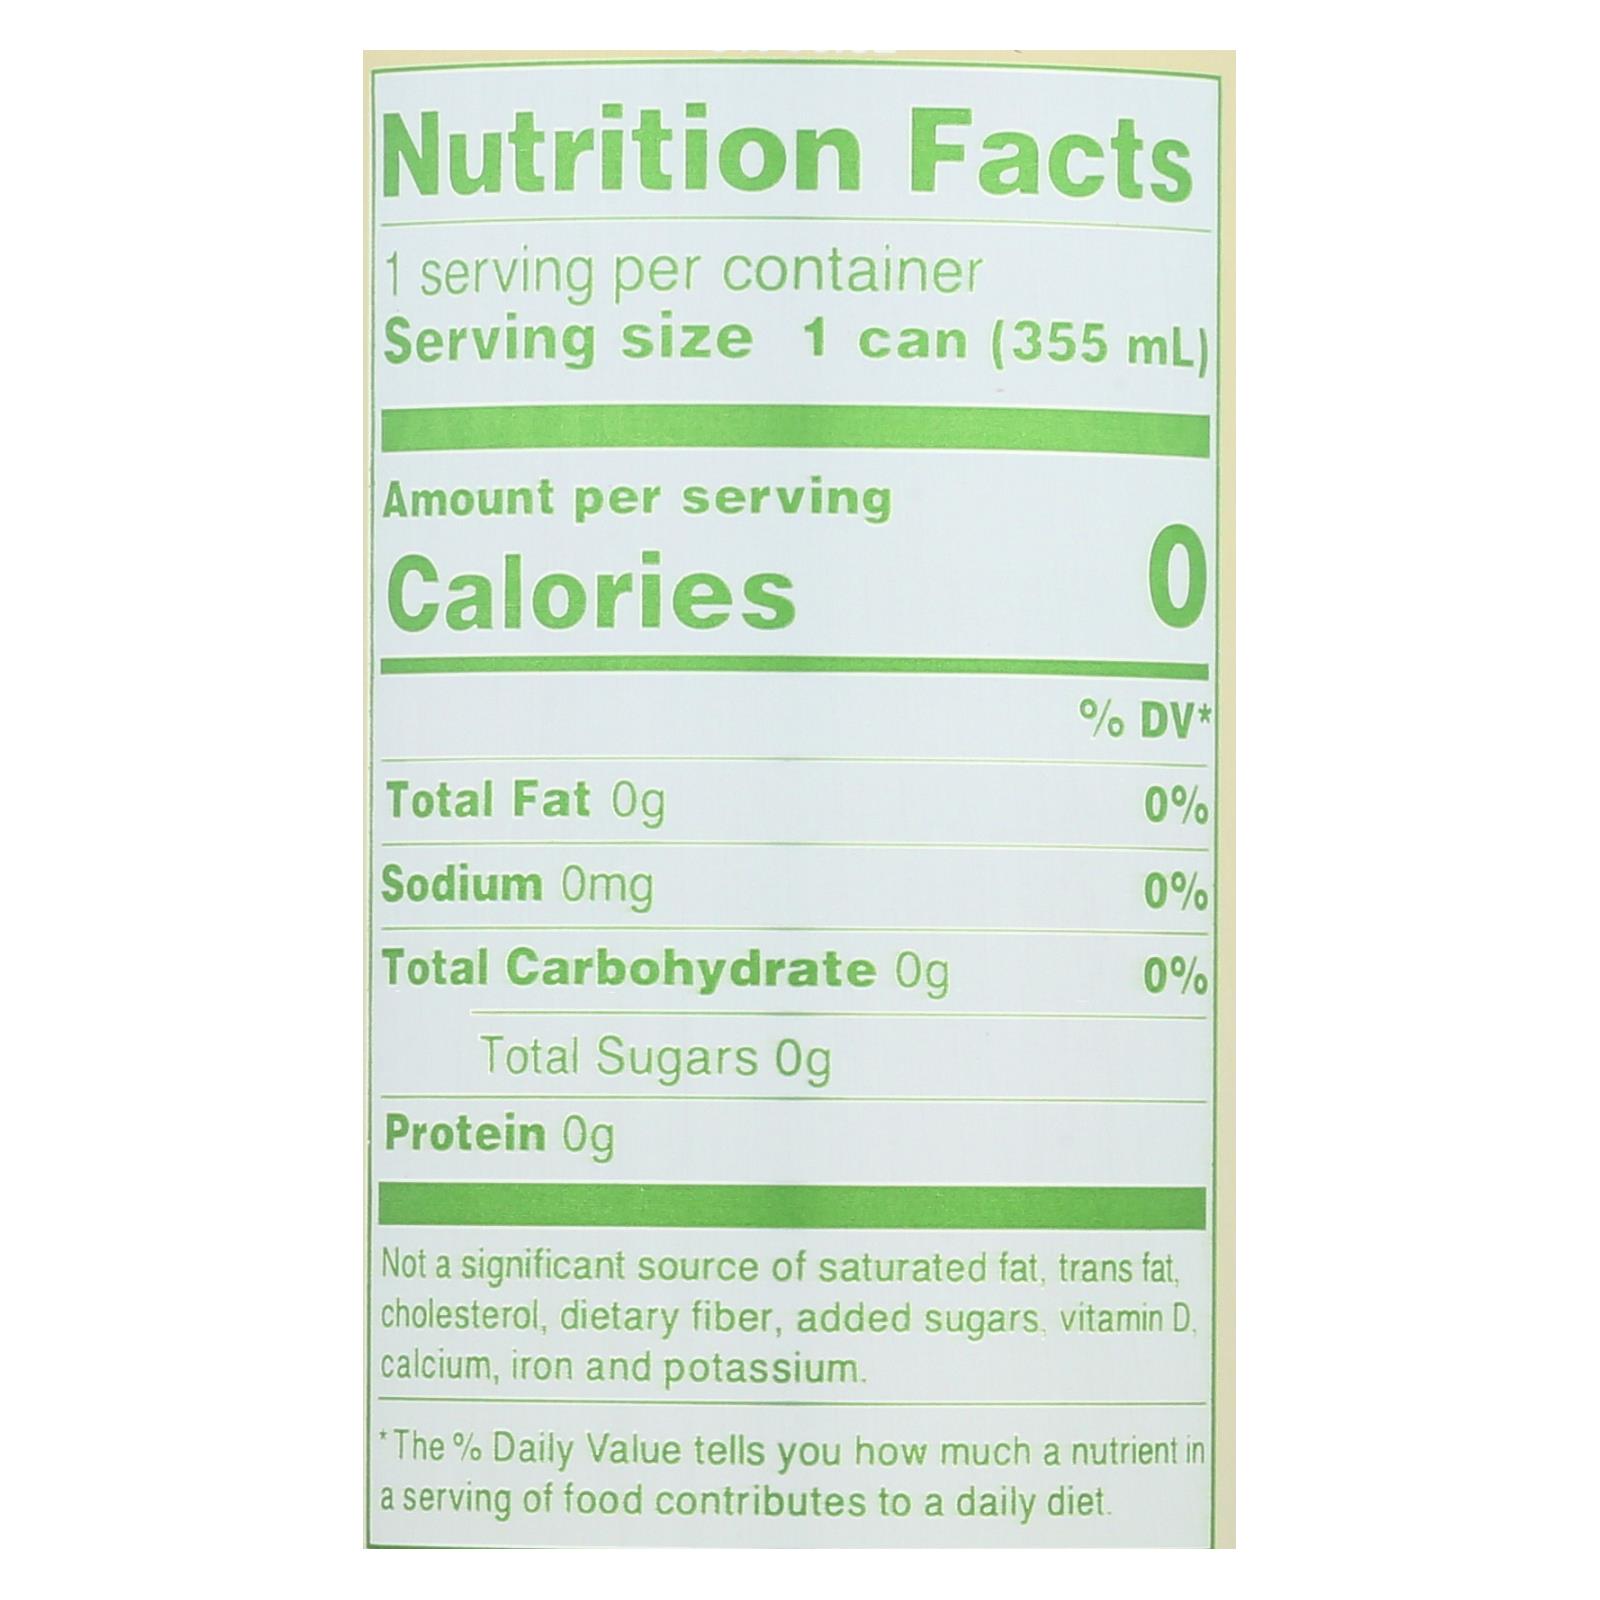 Nutrition Facts
1 serving per container
Serving size 1 can (355 mL)
Amount per serving
Calories 0
% DV*
Total Fat 0g 0%
Sodium 0mg 0%
Total Carbohydrate 0g 0%
Total Sugars 0g
Protein 0g
Not a significant source of saturated fat, trans fat,
cholesterol, dietary fiber, added sugars, vitamin D,
calcium, iron and potassium.
*The % Daily Value tells you how much a nutrient in
a serving of food contributes to a daily diet.